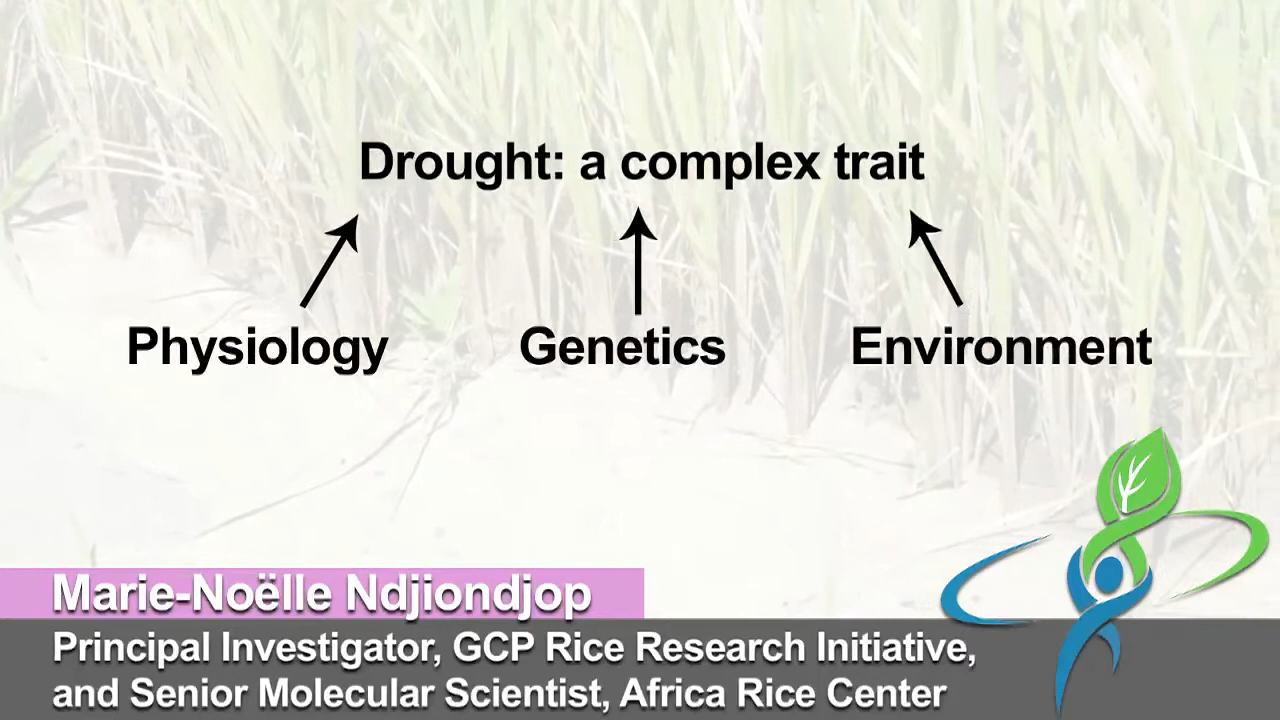 Drought: a complex trait
Physiology Genetics Environment
Marie-Noëlle Ndjiondjop
Principal Investigator, GCP Rice Research Initiative,
and Senior Molecular Scientist, Africa Rice Center